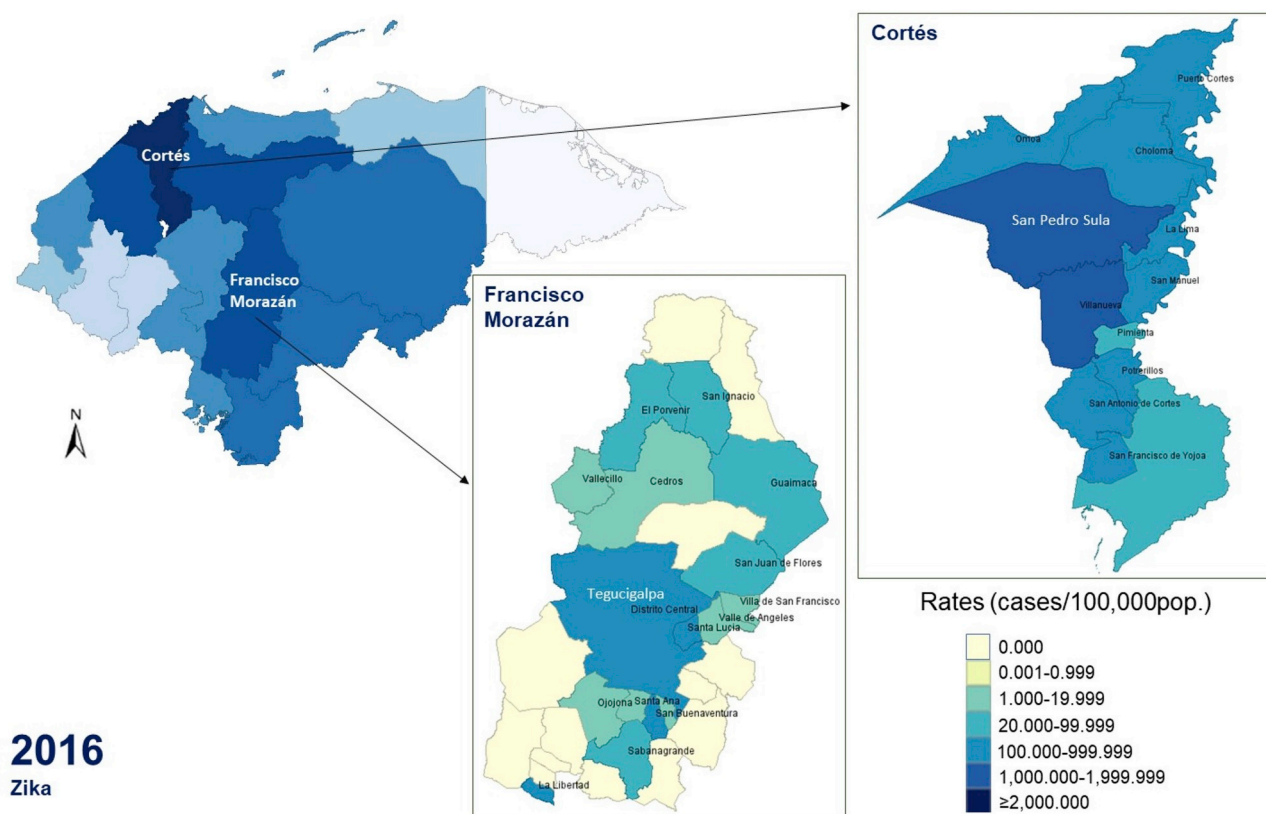 Cortés
Francisco
Morazán
N
2016
Zika
Cortés
Puerto Cortes
Omoa
Choloma
San Pedro Sula
La Lima
San Manuel
Villanueva
Pimienta
Potrerillos
San Antonio de Cortes
San Francisco de Yojoa
Francisco
Morazán
San Ignacio
El Porvenir
Vallecillo
Cedros
Guaimaca
San Juan de Flores
Tegucigalpa
Villa de San Francisco
Distrito Central
Valle de Angeles
Santa Lucia
Ojojona
Santa Ana
San Buenaventura
Sabanagrande
La Libertad
Rates (cases/100,000pop.)
0.000
0.001-0.999
1.000-19.999
20.000-99.999
100.000-999.999
1,000.000-1,999.999
≥2,000.000